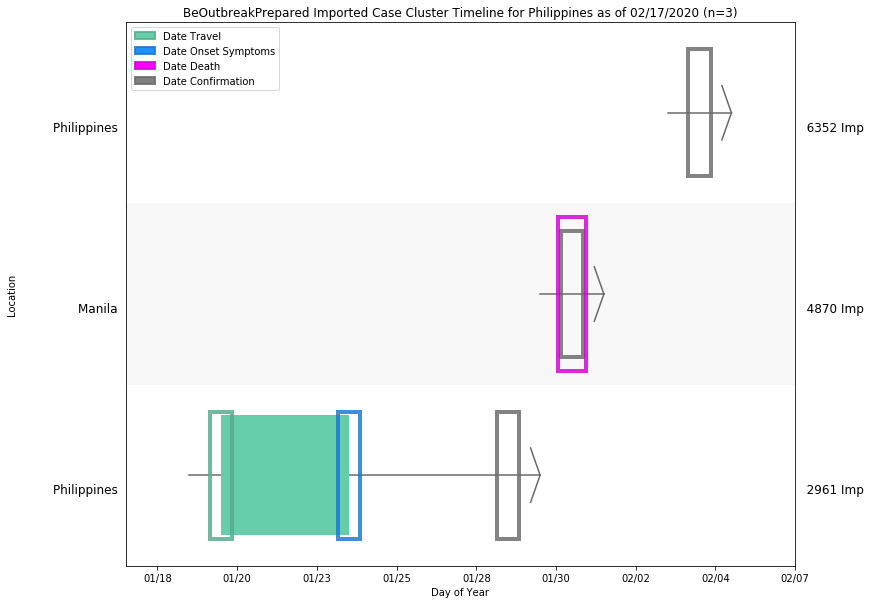 BeOutbreakPrepared Imported Case Cluster Timeline for Philippines as of 02/17/2020 (n=3)
Date Travel
Date Onset Symptoms
Date Death
Date Confirmation
Philippines
6352 Imp
Manila
4870 Imp
Philippines
2961 Imp
Location
01/18 01/20 01/23 01/25 01/28 01/30 02/02 02/04 02/07
Day of Year